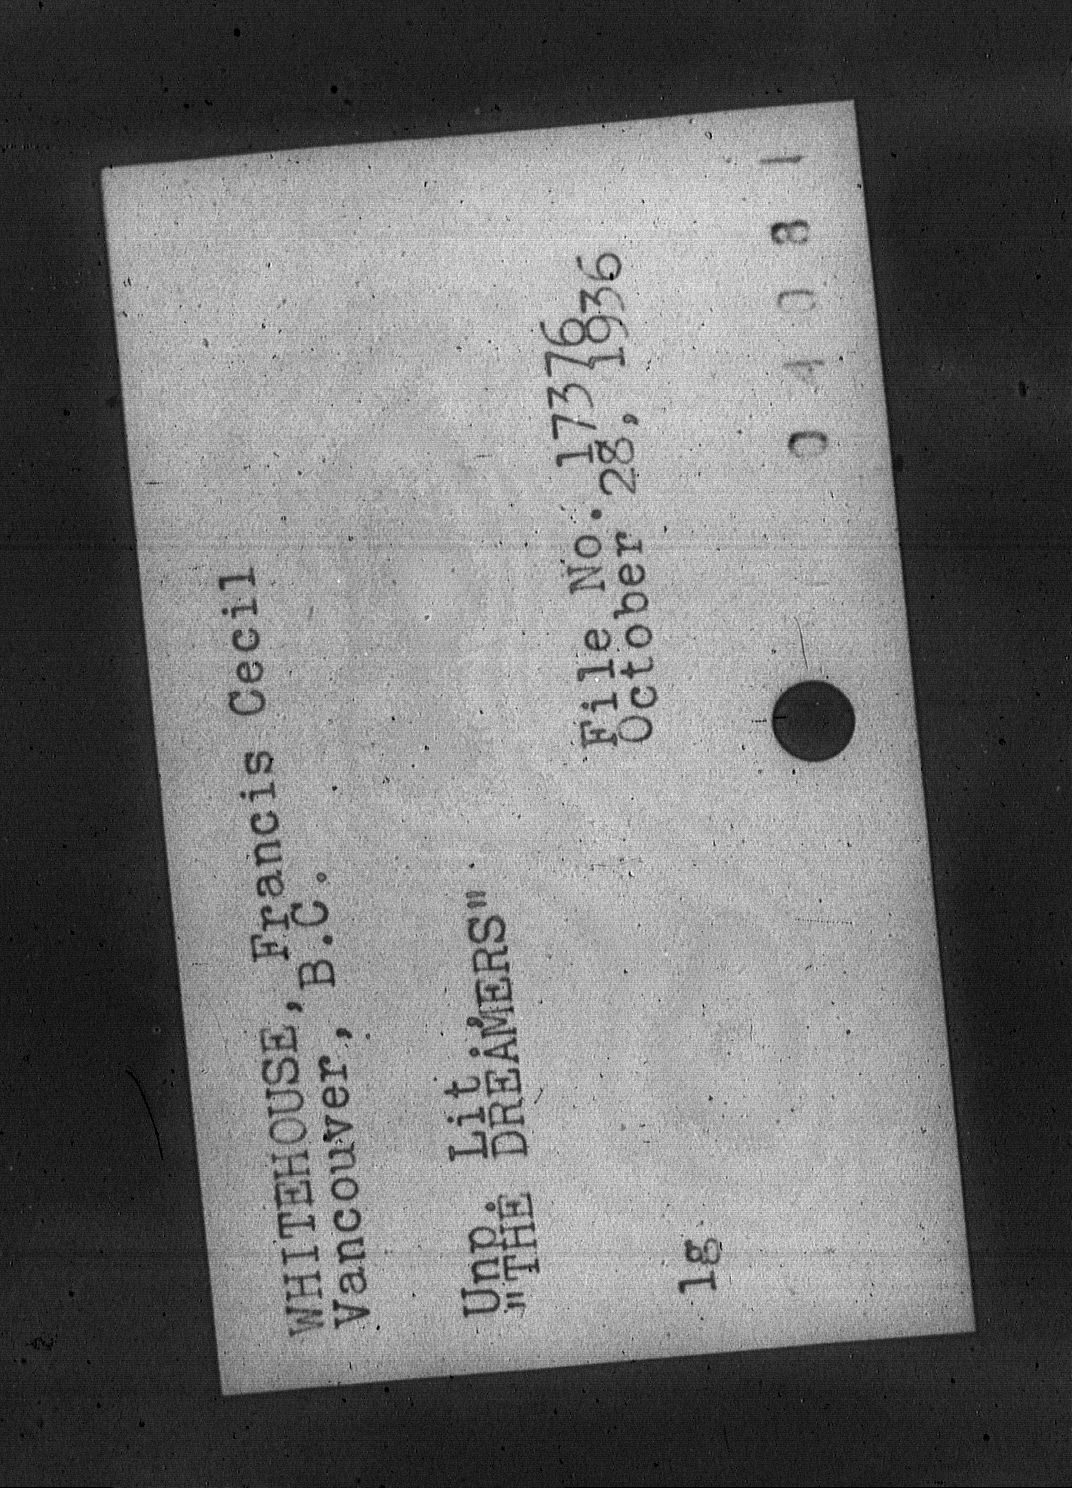 WHITEHOUSE, Francis Cecil
Vancouver, B.C.
Unp. Lit.,
"THE DREAMERS"
File No. 17376
October 28, 1936
lg
0 4 0 8 1